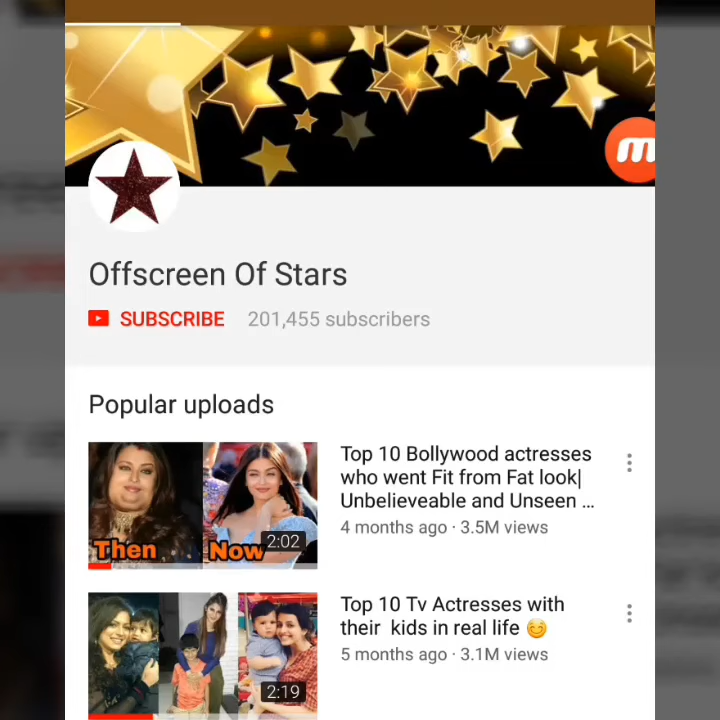 m
Offscreen Of Stars
SUBSCRIBE 201,455 subscribers
Popular uploads
Then
Now
2:02
Top 10 Bollywood actresses
who went Fit from Fat look|
Unbelieveable and Unseen ...
4 months ago · 3.5M views
2:19
Top 10 Tv Actresses with
their kids in real life 😊
5 months ago · 3.1M views